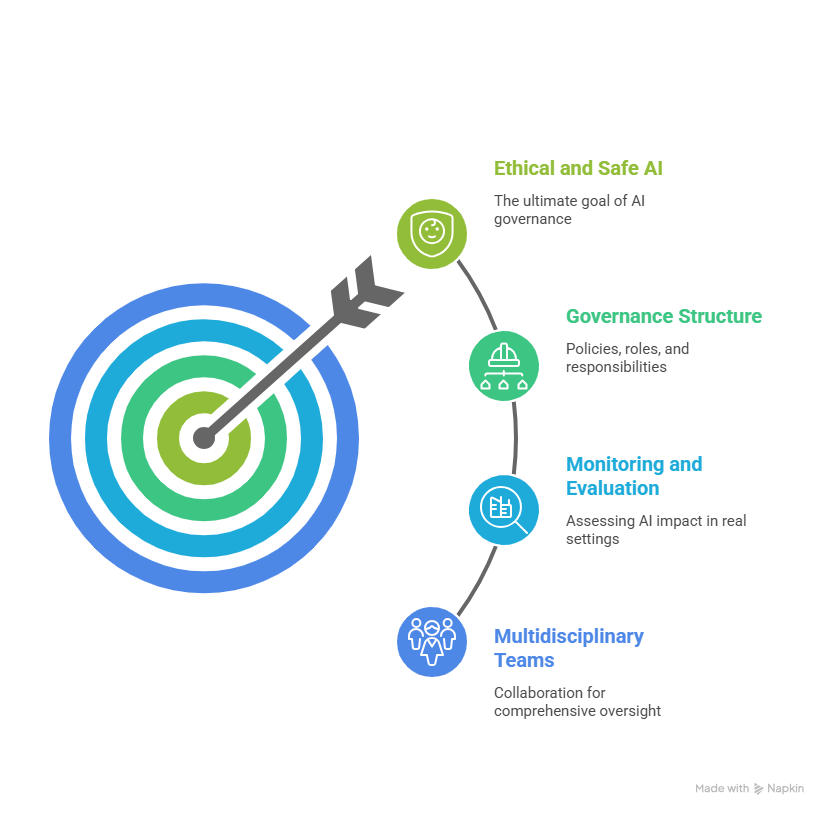 Ethical and Safe AI
The ultimate goal of AI
governance
Governance Structure
Policies, roles, and
responsibilities
Monitoring and
Evaluation
Assessing AI impact in real
settings
Multidisciplinary
Teams
Collaboration for
comprehensive oversight
Made with Napkin